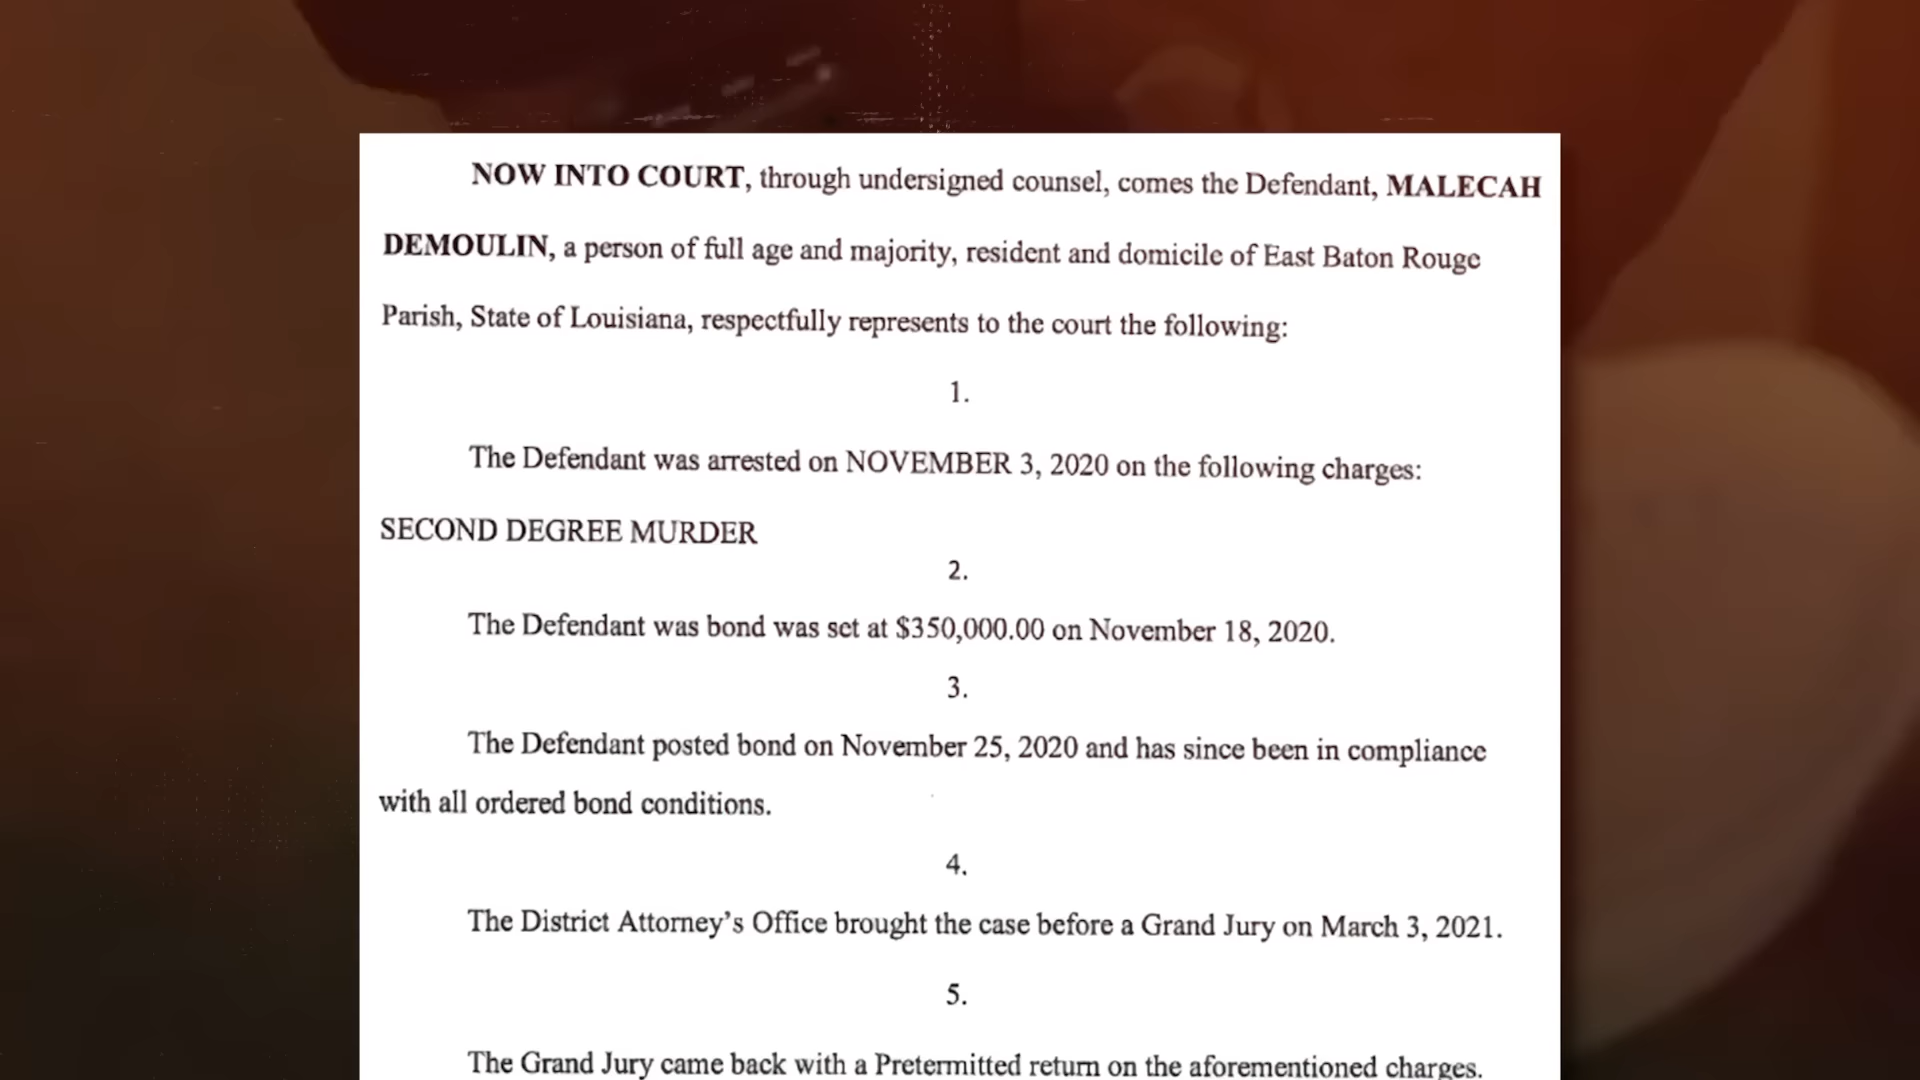 NOW INTO COURT, through undersigned counsel, comes the Defendant, MALECAH
DEMOULIN, a person of full age and majority, resident and domicile of East Baton Rouge
Parish, State of Louisiana, respectfully represents to the court the following:
1.
The Defendant was arrested on NOVEMBER 3, 2020 on the following charges:
SECOND DEGREE MURDER
2.
The Defendant was bond was set at $350,000.00 on November 18, 2020.
3.
The Defendant posted bond on November 25, 2020 and has since been in compliance
with all ordered bond conditions.
4.
The District Attorney’s Office brought the case before a Grand Jury on March 3, 2021.
5.
The Grand Jury came back with a Pretermitted return on the aforementioned charges.